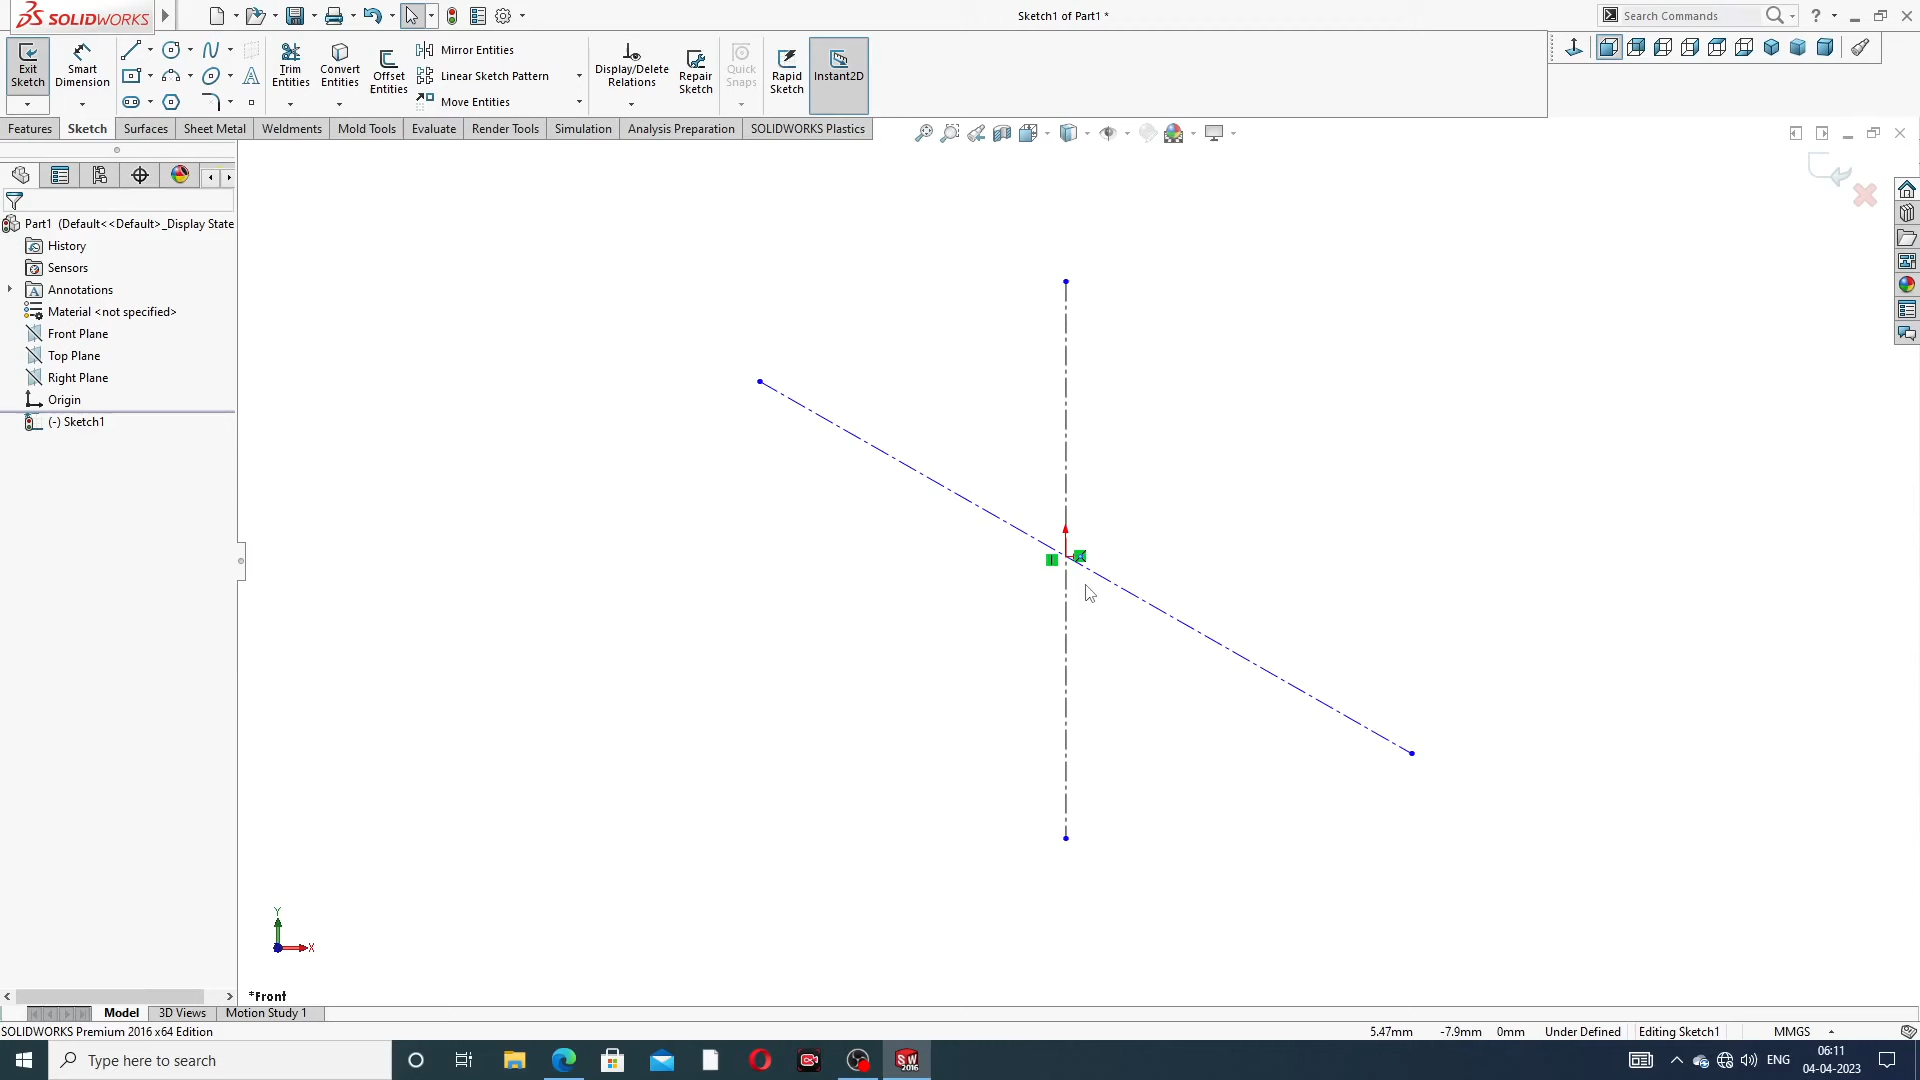 SOLIDWORKS
Sketch1 of Part1 *
Search Commands
?
Exit Sketch
Smart Dimension
Trim Entities
Convert Entities
Offset Entities
Mirror Entities
Linear Sketch Pattern
Move Entities
Display/Delete Relations
Repair Sketch
Quick Snaps
Rapid Sketch
Instant2D
Features
Sketch
Surfaces
Sheet Metal
Weldments
Mold Tools
Evaluate
Render Tools
Simulation
Analysis Preparation
SOLIDWORKS Plastics
Part1 (Default<<Default>_Display State
History
Sensors
Annotations
Material <not specified>
Front Plane
Top Plane
Right Plane
Origin
(-) Sketch1
Y
X
*Front
Model
3D Views
Motion Study 1
SOLIDWORKS Premium 2016 x64 Edition
5.47mm
-7.9mm
0mm
Under Defined
Editing Sketch1
MMGS
Type here to search
SW 2016
ENG
06:11
04-04-2023